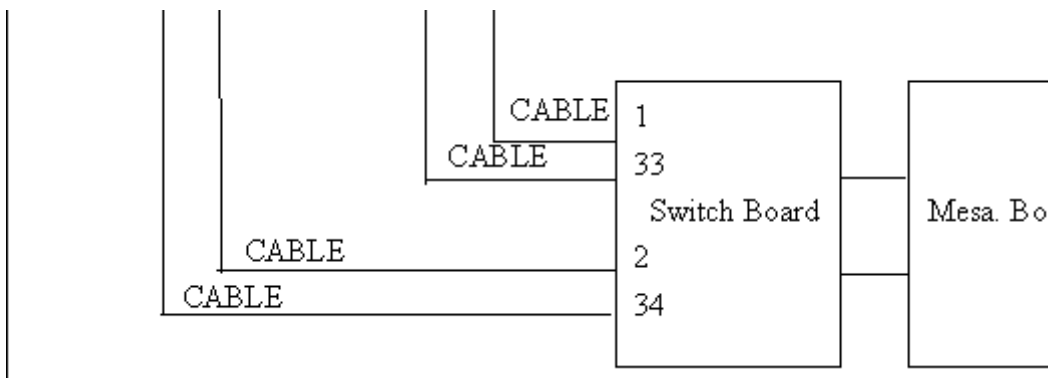 CABLE 1
CABLE 33
Switch Board
Mesa. Bo
CABLE 2
CABLE 34